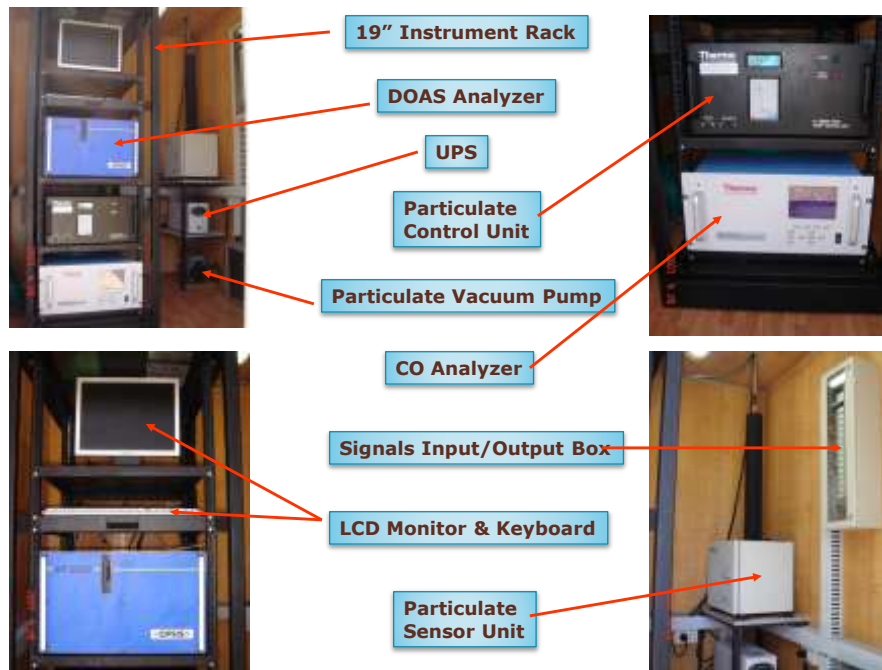 19” Instrument Rack
DOAS Analyzer
UPS
Particulate
Control Unit
Particulate Vacuum Pump
CO Analyzer
Signals Input/Output Box
LCD Monitor & Keyboard
Particulate
Sensor Unit
Thermo
Thermo
OPSIS